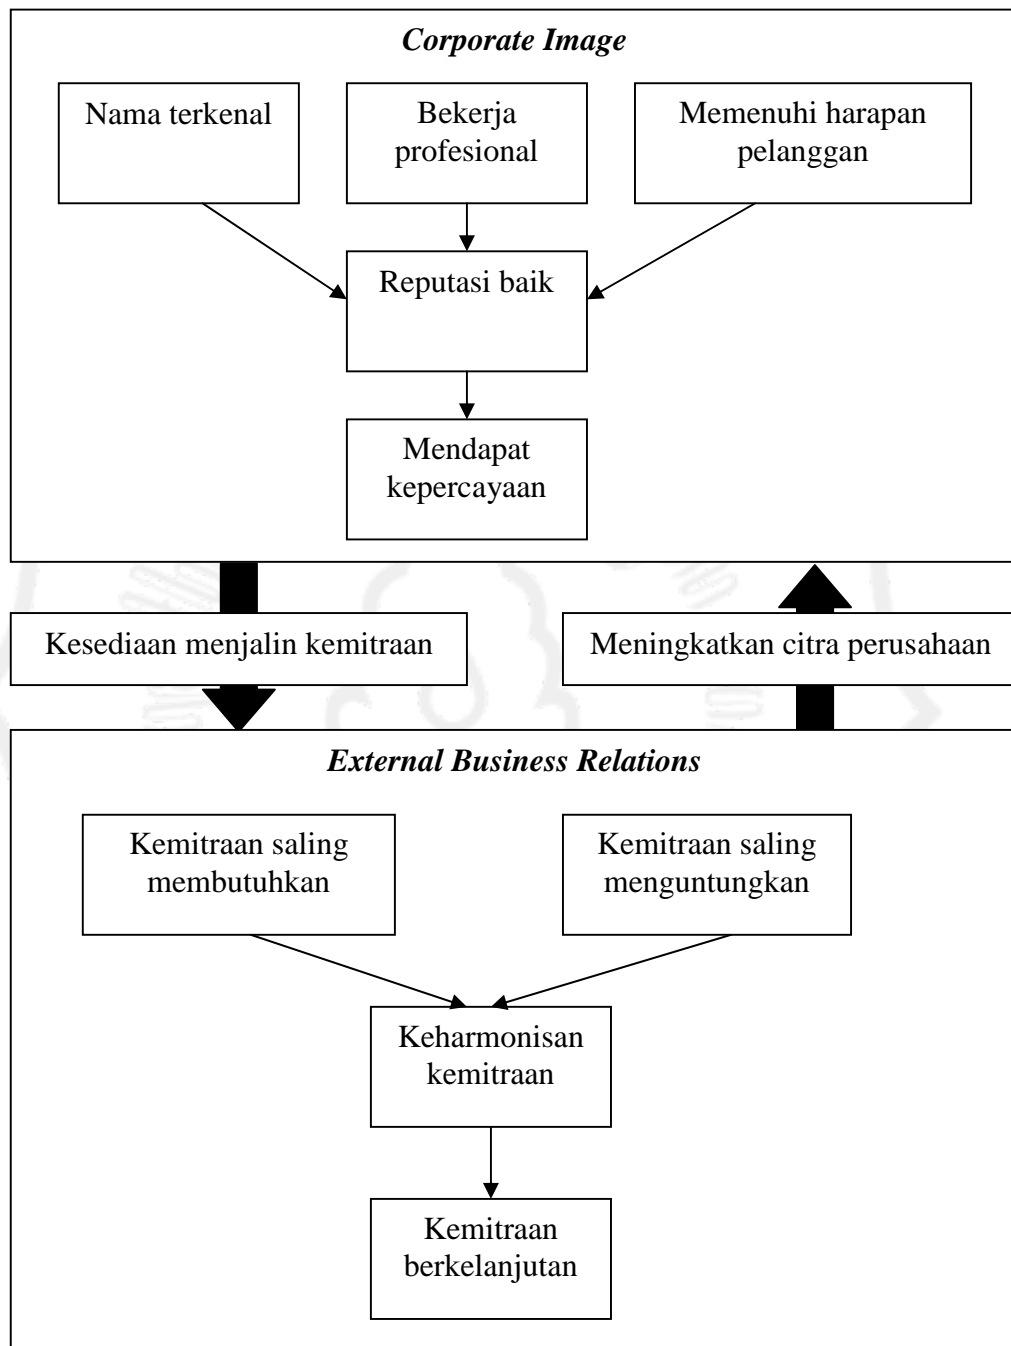 Corporate Image
Nama terkenal
Bekerja
profesional
Memenuhi harapan
pelanggan
Reputasi baik
Mendapat
kepercayaan
Kesediaan menjalin kemitraan
Meningkatkan citra perusahaan
External Business Relations
Kemitraan saling
membutuhkan
Kemitraan saling
menguntungkan
Keharmonisan
kemitraan
Kemitraan
berkelanjutan